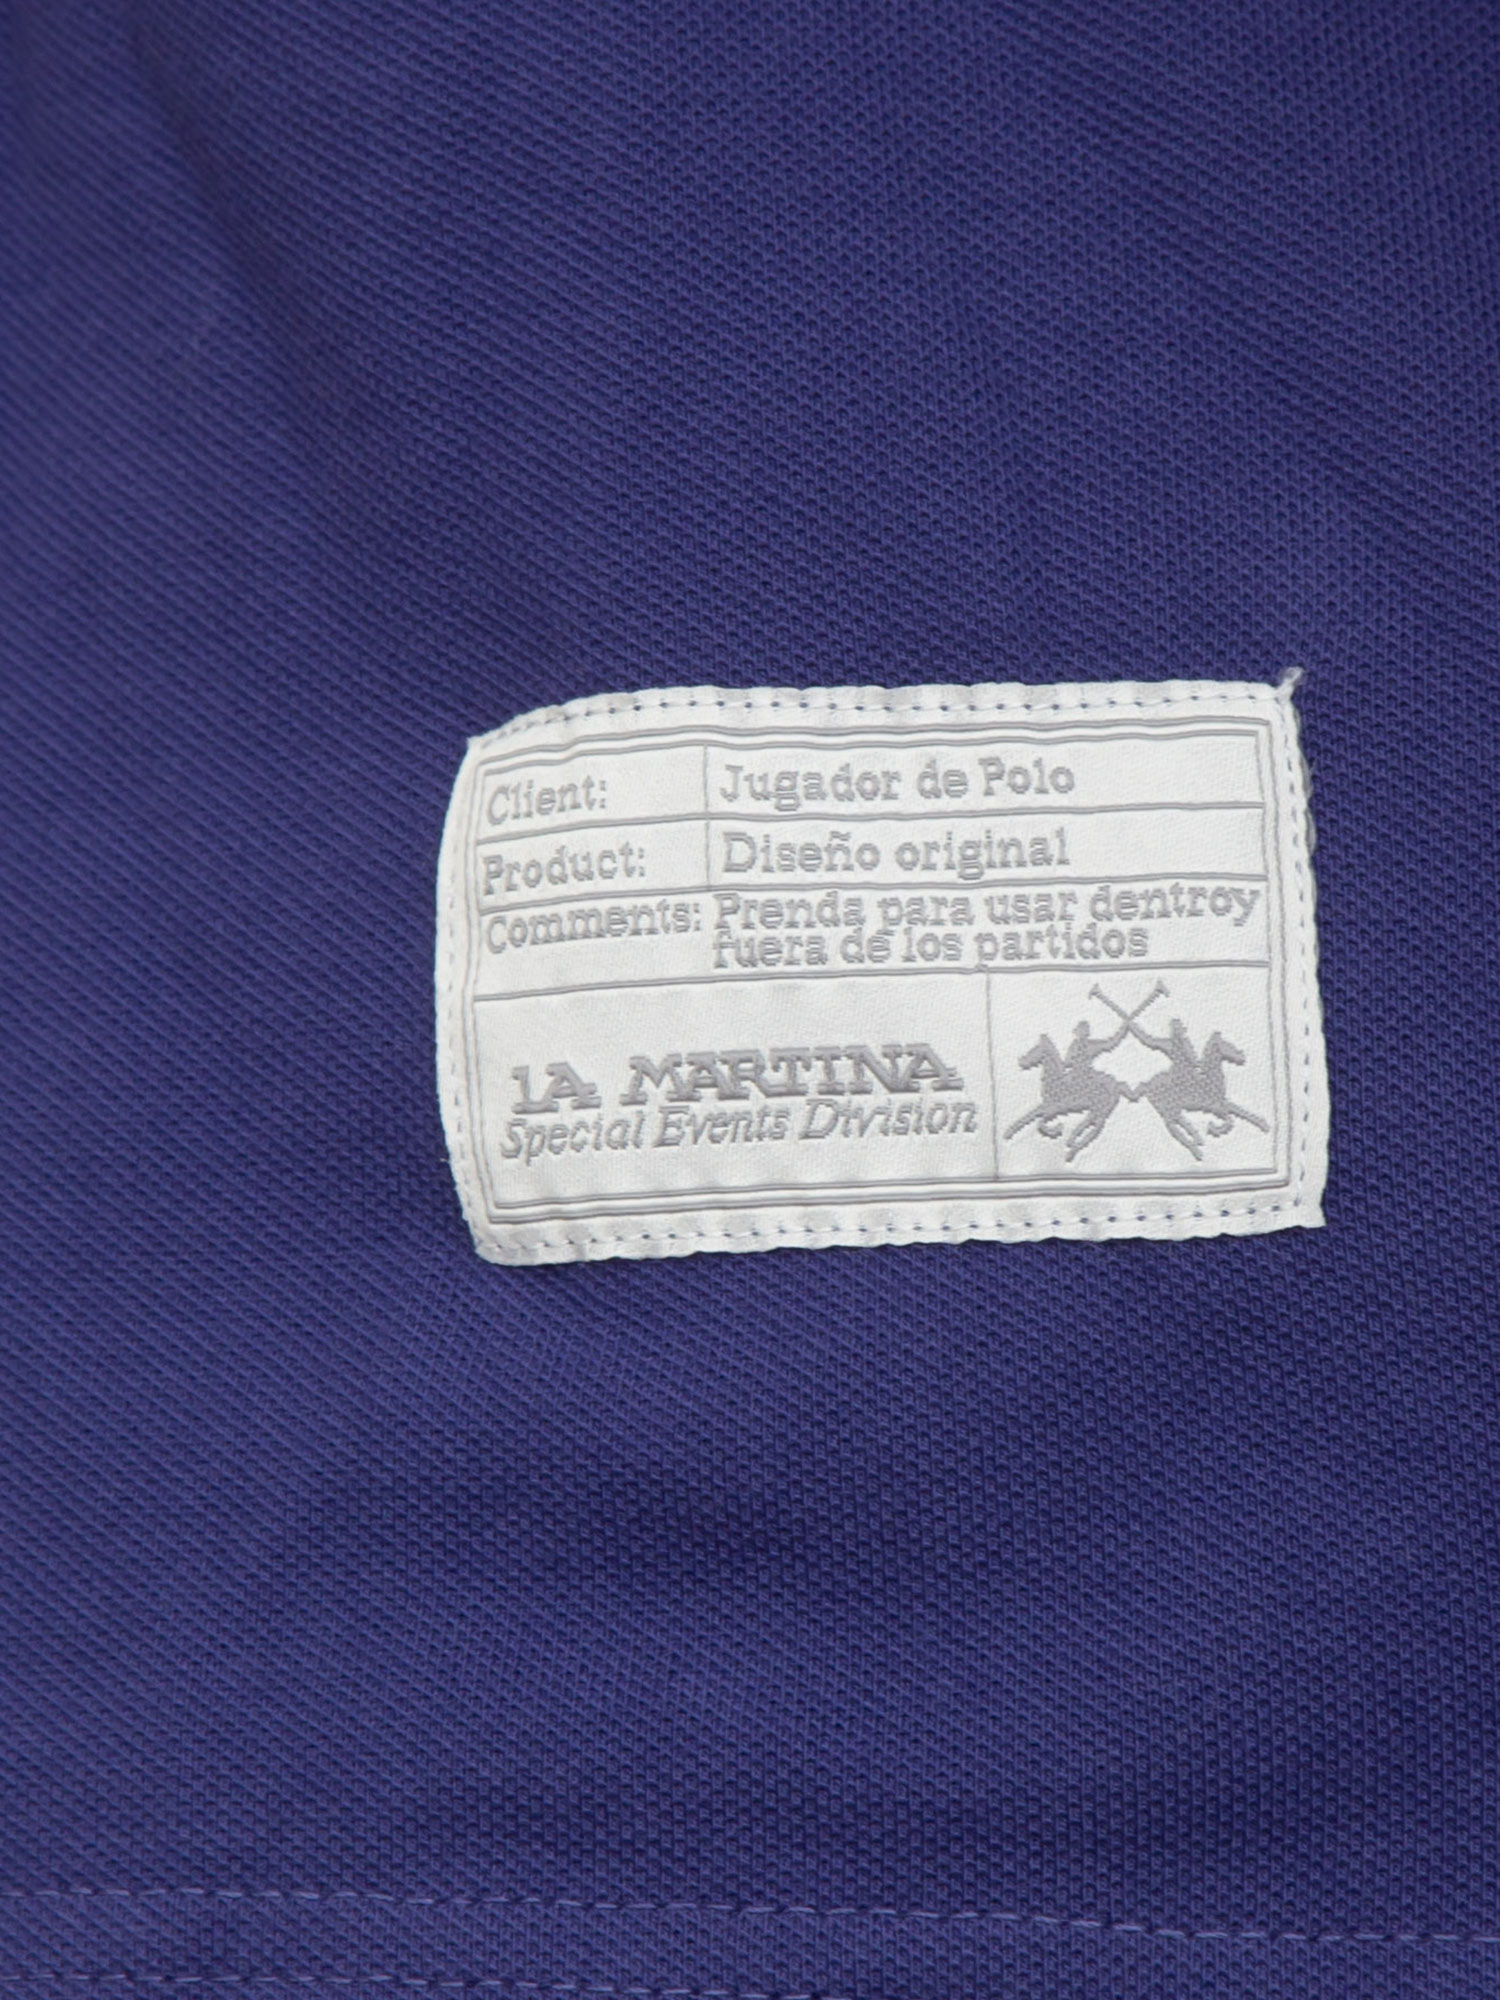 Client: Jugador de Polo
Product: Diseño original
Comments: Prenda para usar dentroy
fuera de los partidos
LA MARTINA
Special Events Division